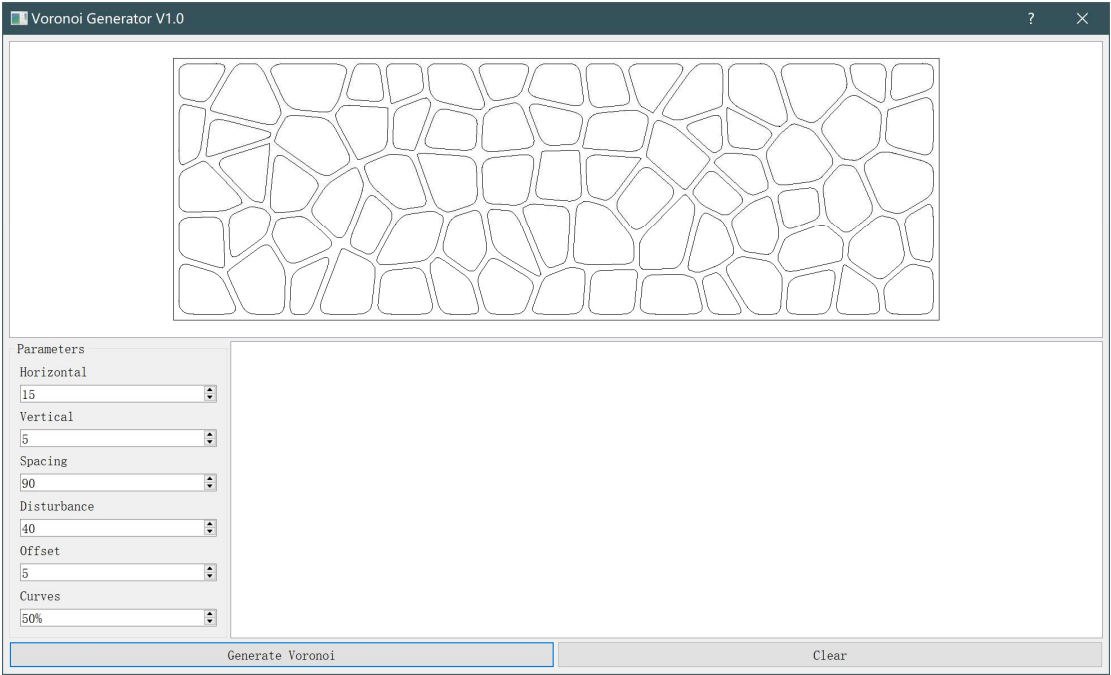 Voronoi Generator V1.0
?
Parameters
Horizontal
15
Vertical
5
Spacing
90
Disturbance
40
Offset
5
Curves
50%
Generate Voronoi
Clear